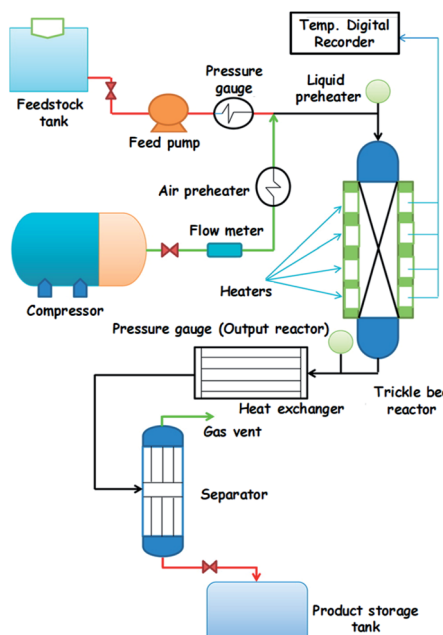 Temp. Digital
Recorder
Pressure
gauge
Liquid
preheater
Feedstock
tank
Feed pump
Air preheater
Flow meter
Heaters
Compressor
Pressure gauge (Output reactor)
Trickle be
reactor
Heat exchanger
Gas vent
Separator
Product storage
tank